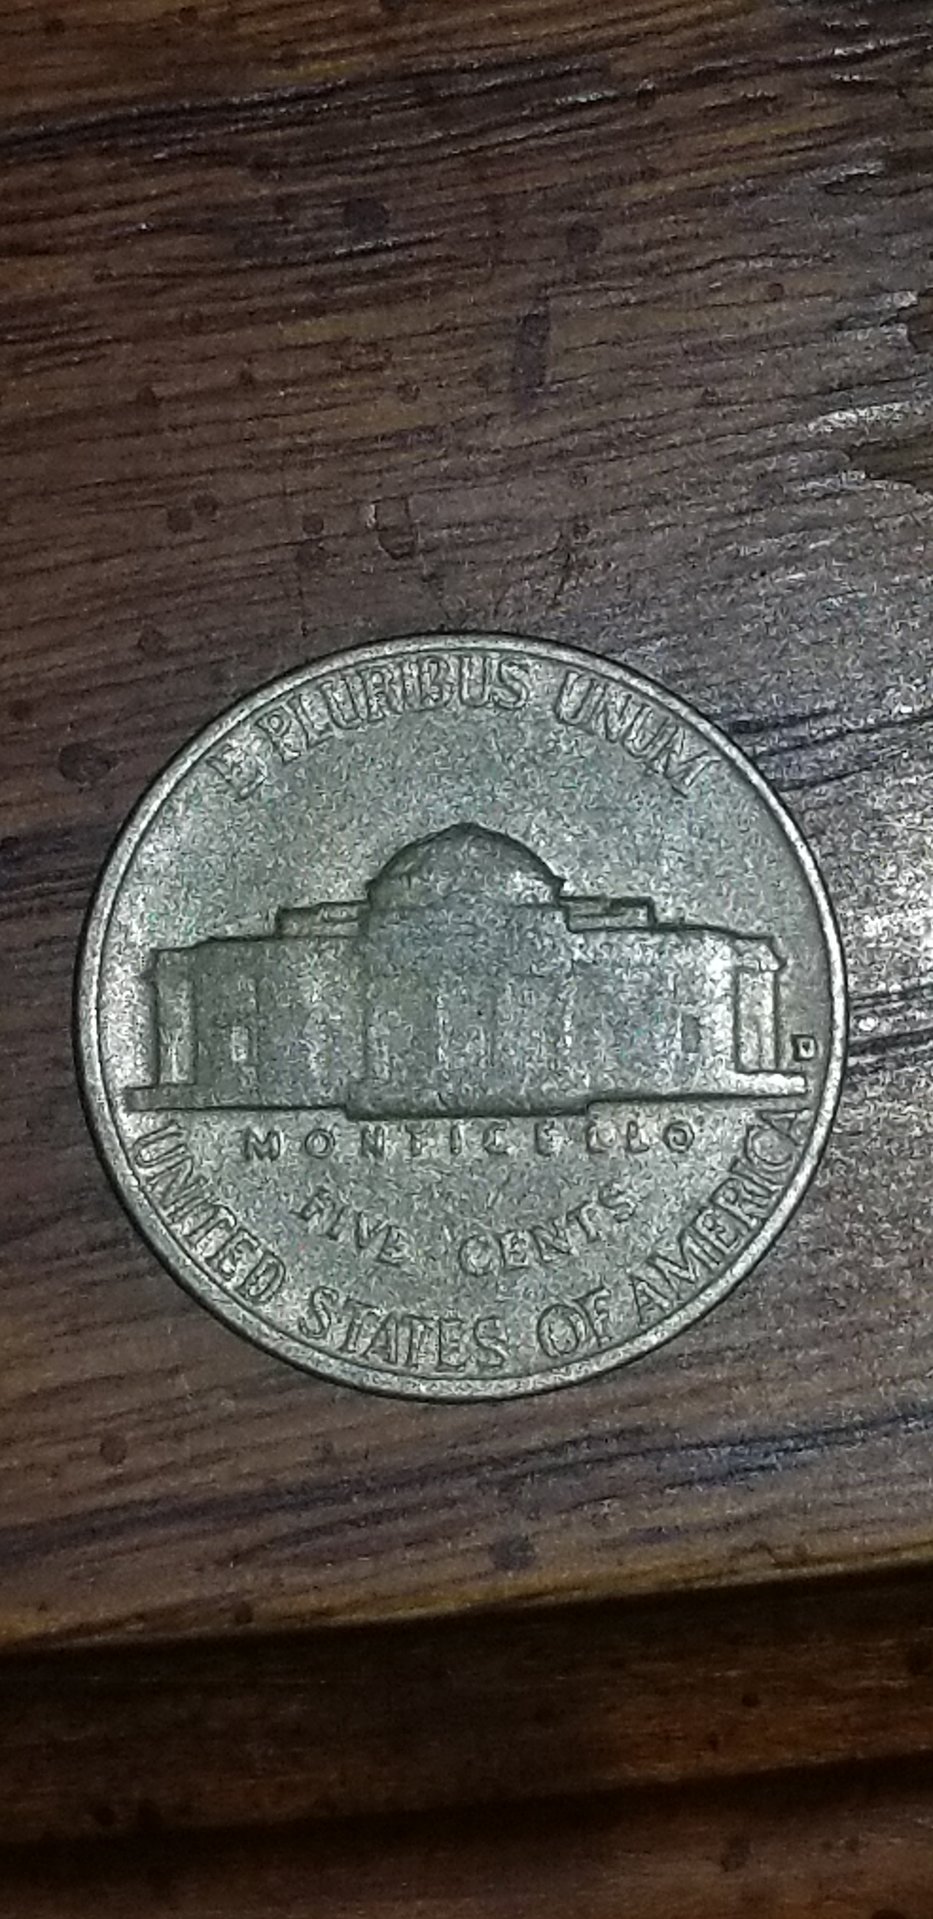 E PLURIBUS UNUM
D
MONTICELLO
FIVE CENTS
UNITED STATES OF AMERICA